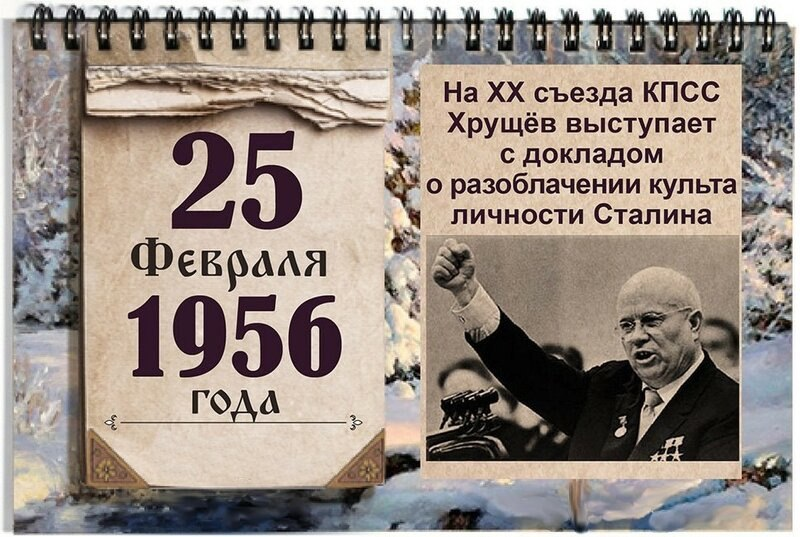 25
Февраля
1956
года
На XX съезда КПСС
Хрущёв выступает
с докладом
о разоблачении культа
личности Сталина